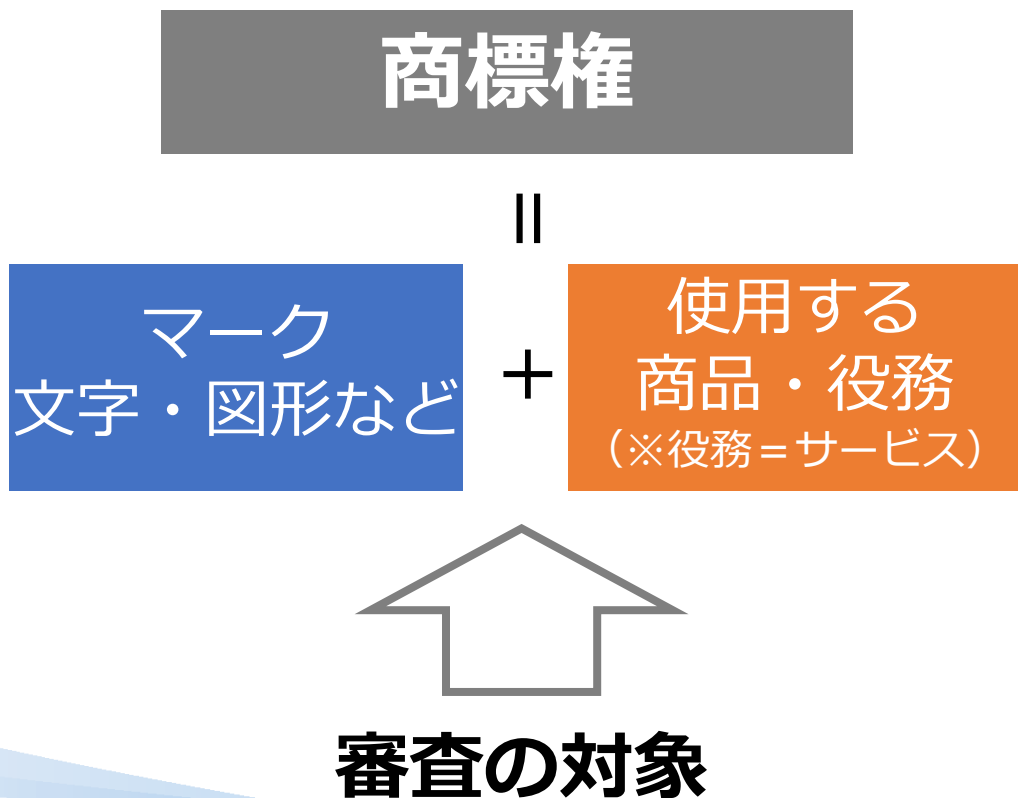 商標権
＝
マーク
文字・図形など
＋
使用する
商品・役務
（※役務＝サービス）
審査の対象